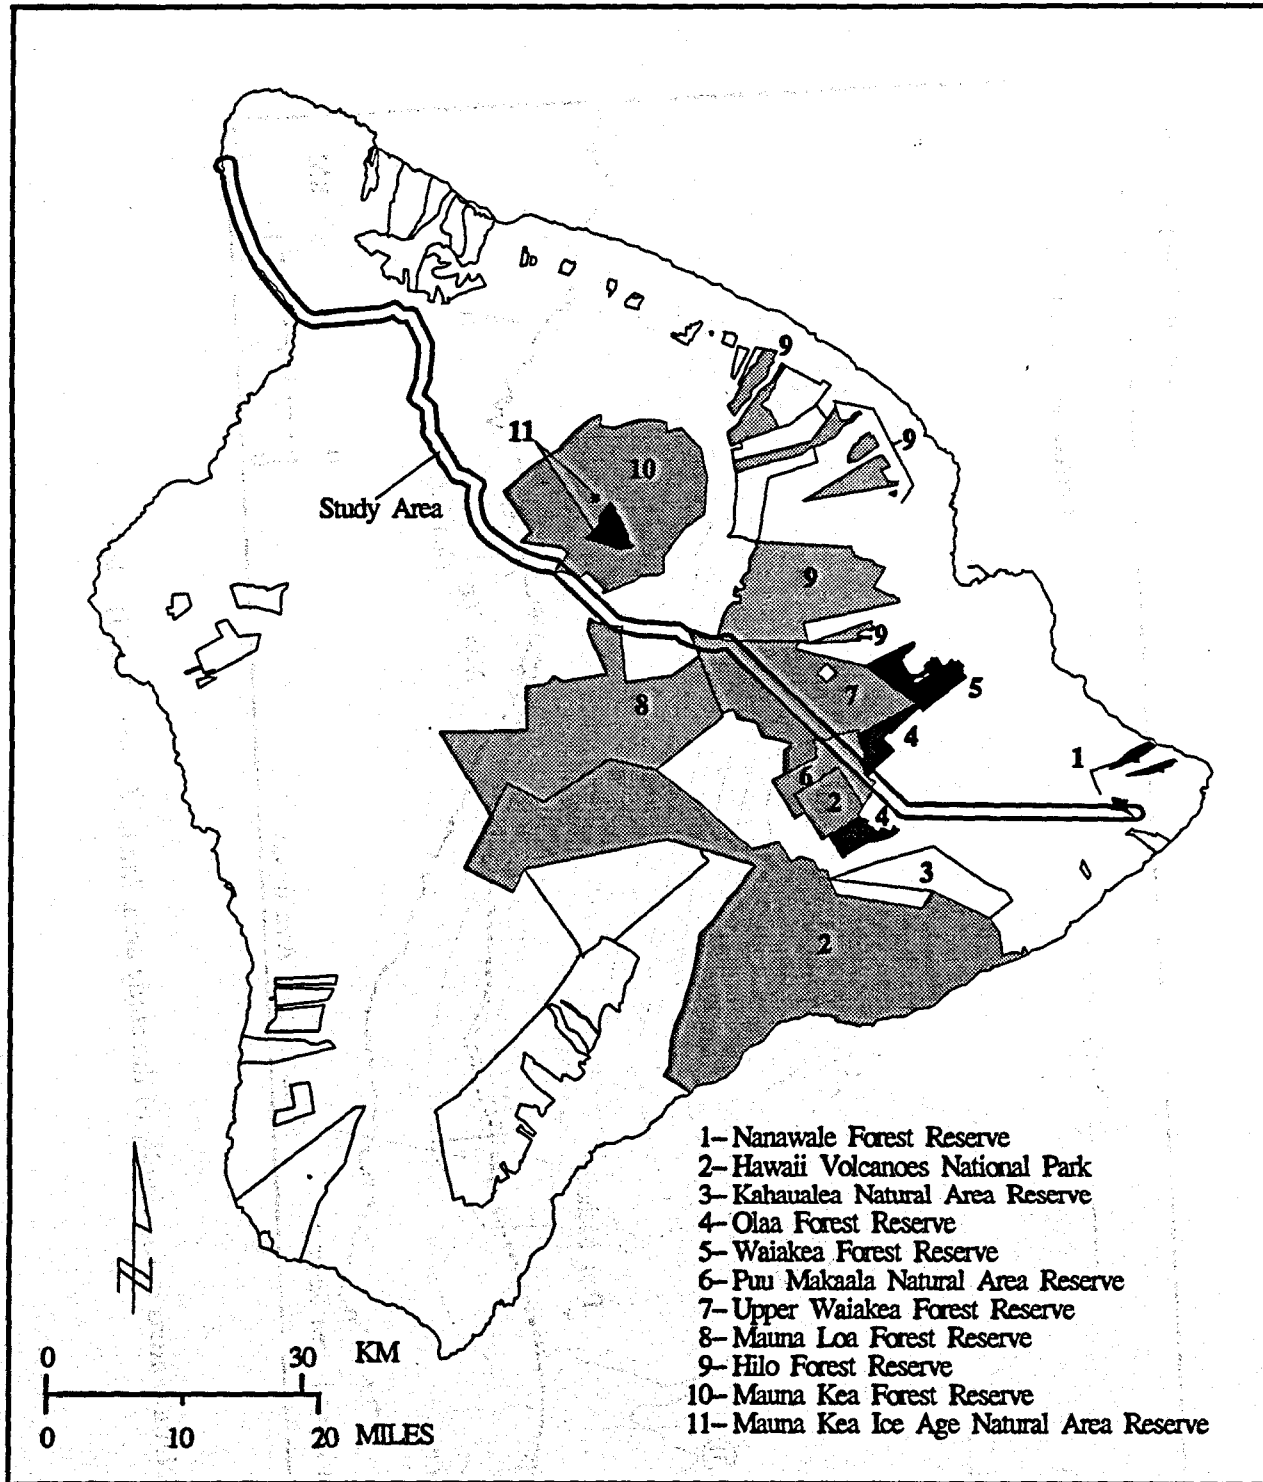 9
11
10
9
Study Area
9
9
5
7
8
4
1
6
2
4
3
2
1– Nanawale Forest Reserve
2– Hawaii Volcanoes National Park
3– Kahaualea Natural Area Reserve
4– Olaa Forest Reserve
5– Waiakea Forest Reserve
6– Puu Makaala Natural Area Reserve
7– Upper Waiakea Forest Reserve
8– Mauna Loa Forest Reserve
9– Hilo Forest Reserve
10– Mauna Kea Forest Reserve
11– Mauna Kea Ice Age Natural Area Reserve
N
0 30 KM
0 10 20 MILES